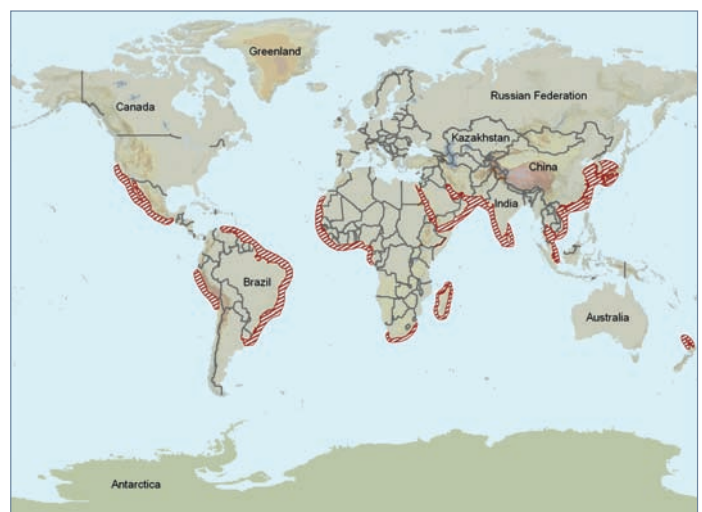 Greenland
Canada
Russian Federation
Kazakhstan
China
India
Brazil
Australia
Antarctica